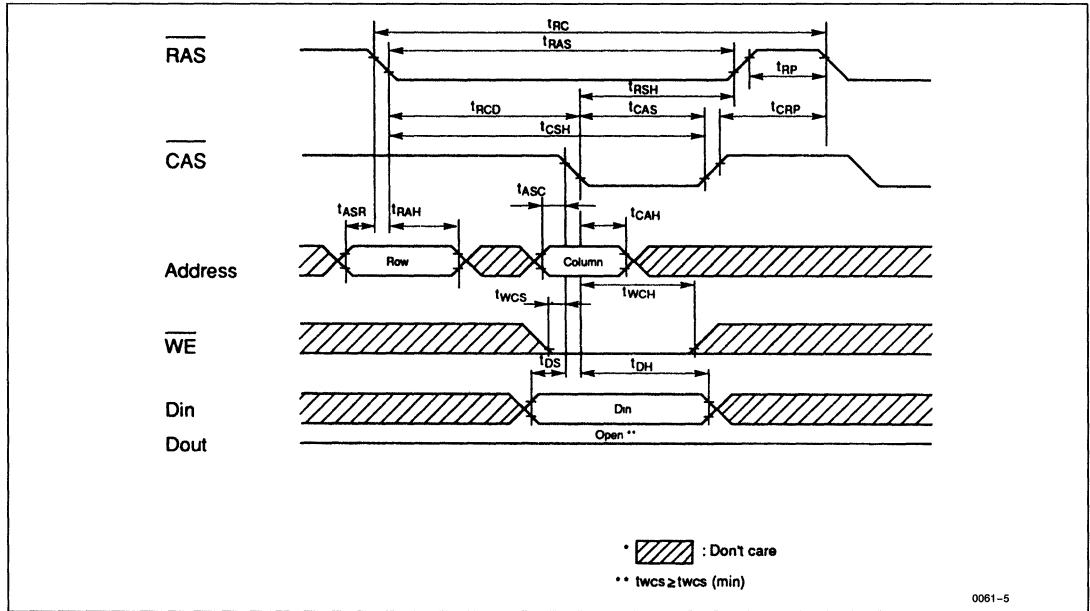 tRC
RAS
tRAS
tRP
tRSH
tRCD
tCAS
tCRP
tCSH
CAS
tASC
tASR
tRAH
tCAH
Address
Row
Column
tWCS
tWCH
WE
tDS
tDH
Din
Din
Open **
Dout
* : Don't care
** twcs≥twcs (min)
0061–5